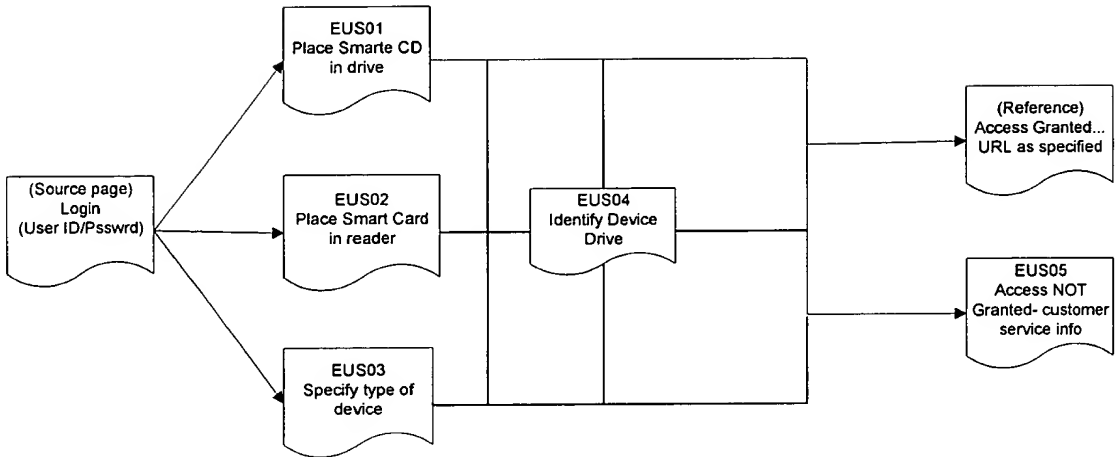 (Source page)
Login
(User ID/Psswrd)
EUS01
Place Smarte CD
in drive
EUS02
Place Smart Card
in reader
EUS03
Specify type of
device
EUS04
Identify Device
Drive
(Reference)
Access Granted...
URL as specified
EUS05
Access NOT
Granted- customer
service info